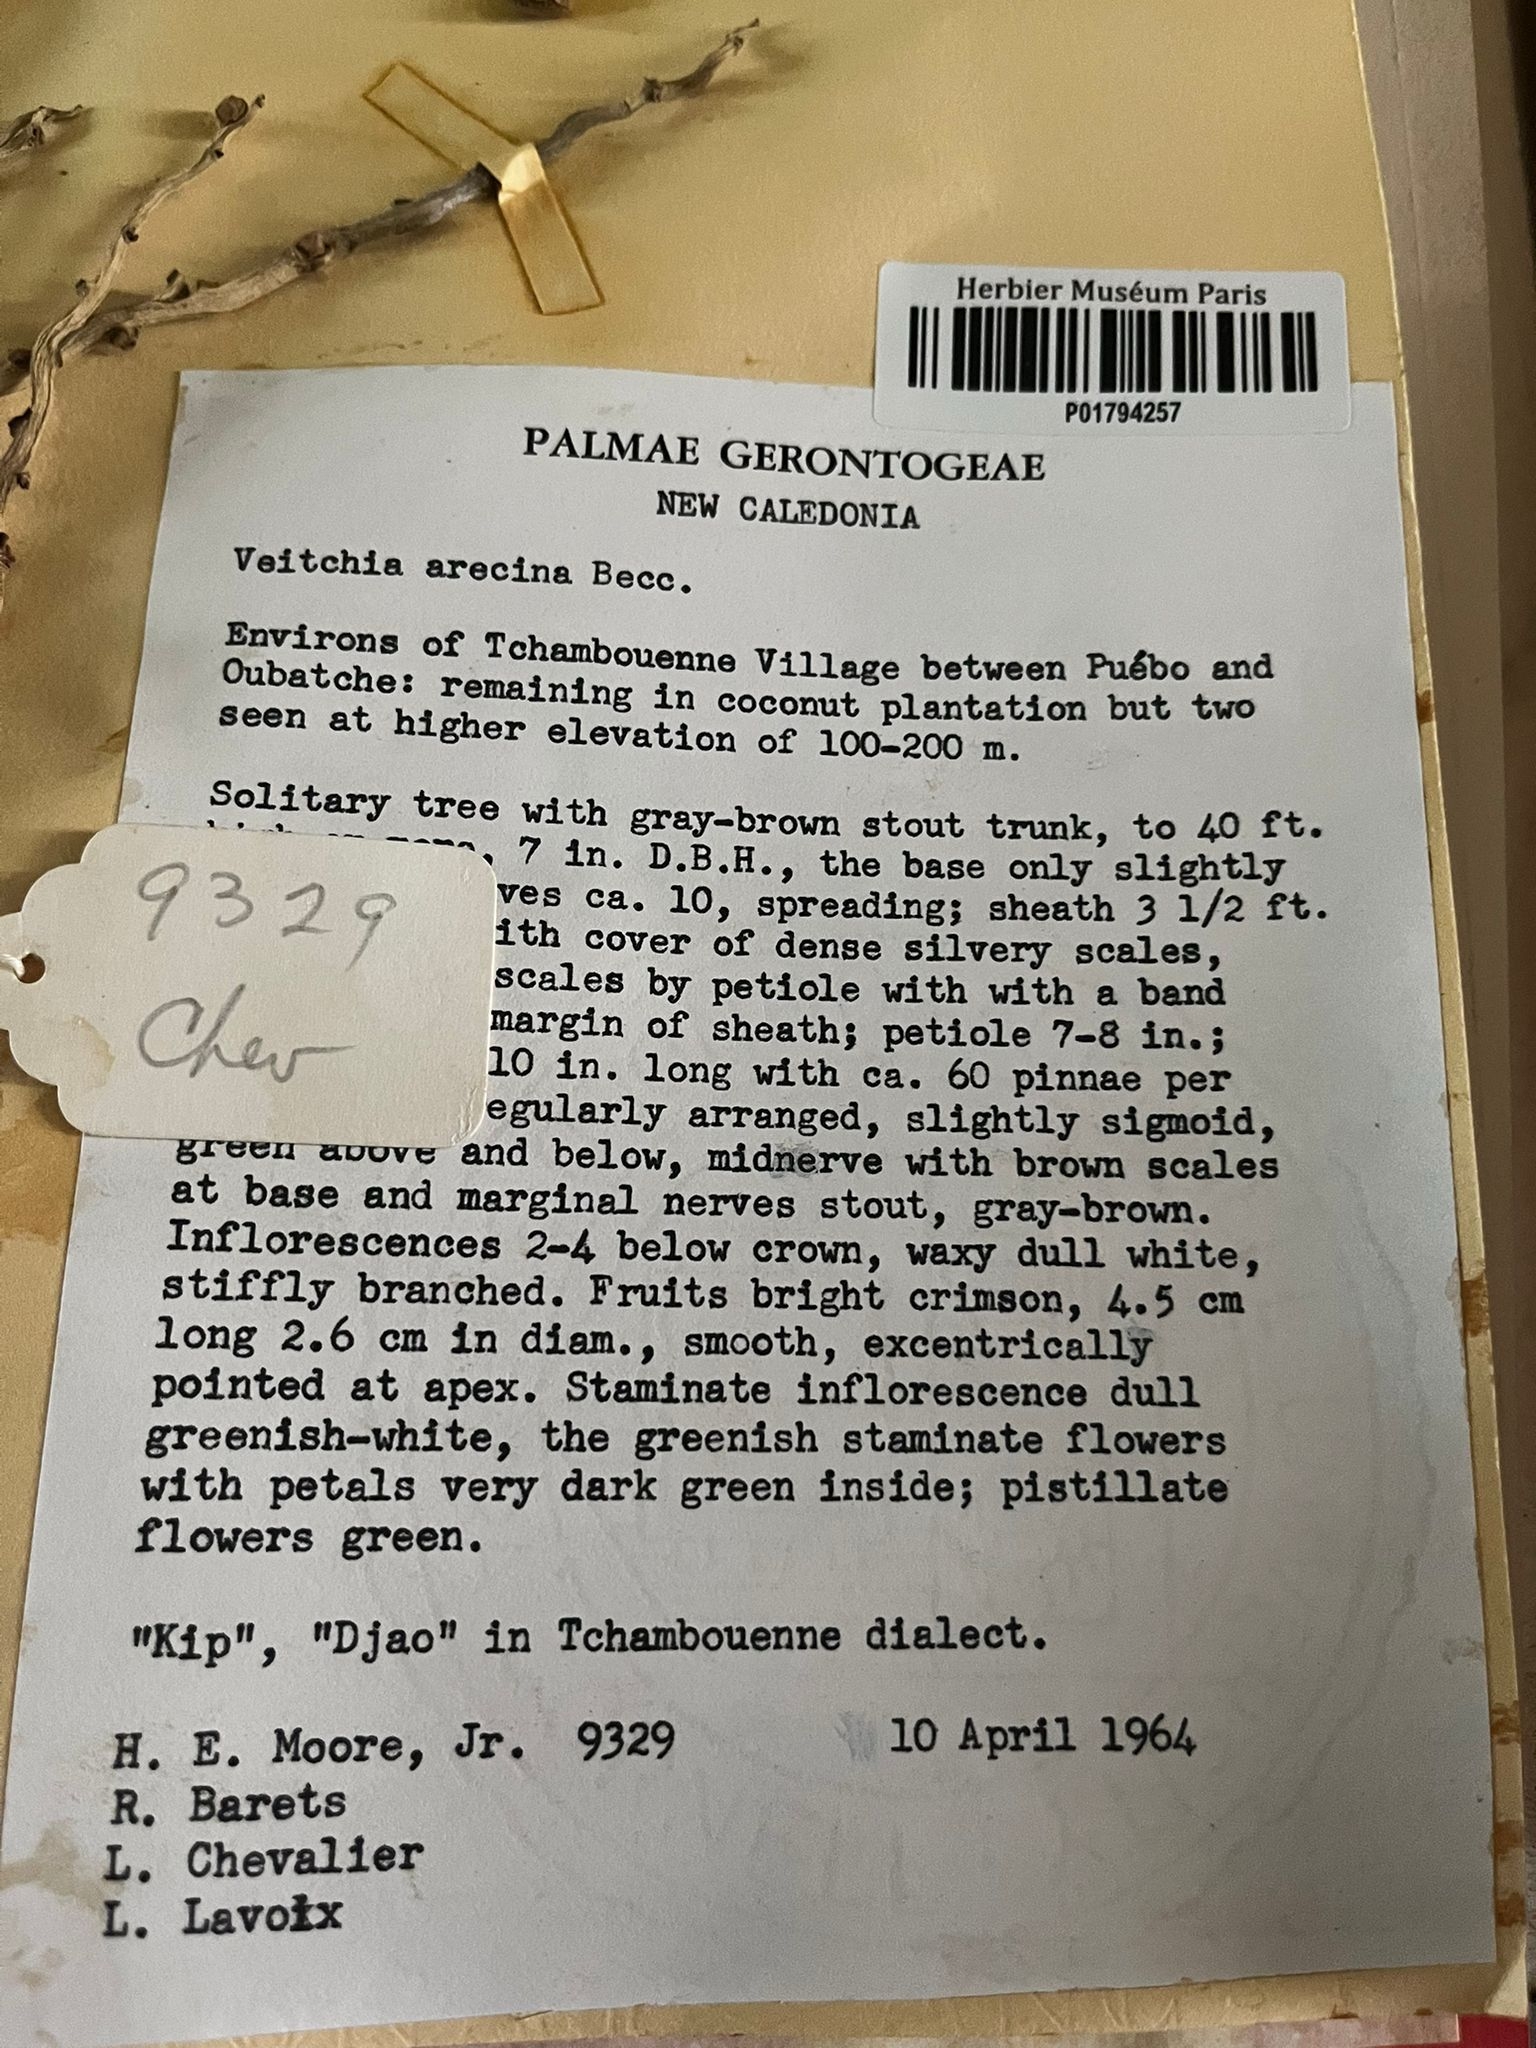 Herbier Muséum Paris
P01794257
PALMAE GERONTOGEAE
NEW CALEDONIA
Veitchia arecina Becc.
Environs of Tchambouenne Village between Puébo and
Oubatche: remaining in coconut plantation but two
seen at higher elevation of 100-200 m.
Solitary tree with gray-brown stout trunk, to 40 ft.
7 in. D.B.H., the base only slightly
ves ca. 10, spreading; sheath 3 1/2 ft.
ith cover of dense silvery scales,
scales by petiole with with a band
margin of sheath; petiole 7-8 in.;
10 in. long with ca. 60 pinnae per
egularly arranged, slightly sigmoid,
green above and below, midnerve with brown scales
at base and marginal nerves stout, gray-brown.
Inflorescences 2-4 below crown, waxy dull white,
stiffly branched. Fruits bright crimson, 4.5 cm
long 2.6 cm in diam., smooth, excentrically
pointed at apex. Staminate inflorescence dull
greenish-white, the greenish staminate flowers
with petals very dark green inside; pistillate
flowers green.
"Kip", "Djao" in Tchambouenne dialect.
H. E. Moore, Jr. 9329 10 April 1964
R. Barets
L. Chevalier
L. Lavoix
9329
Chev